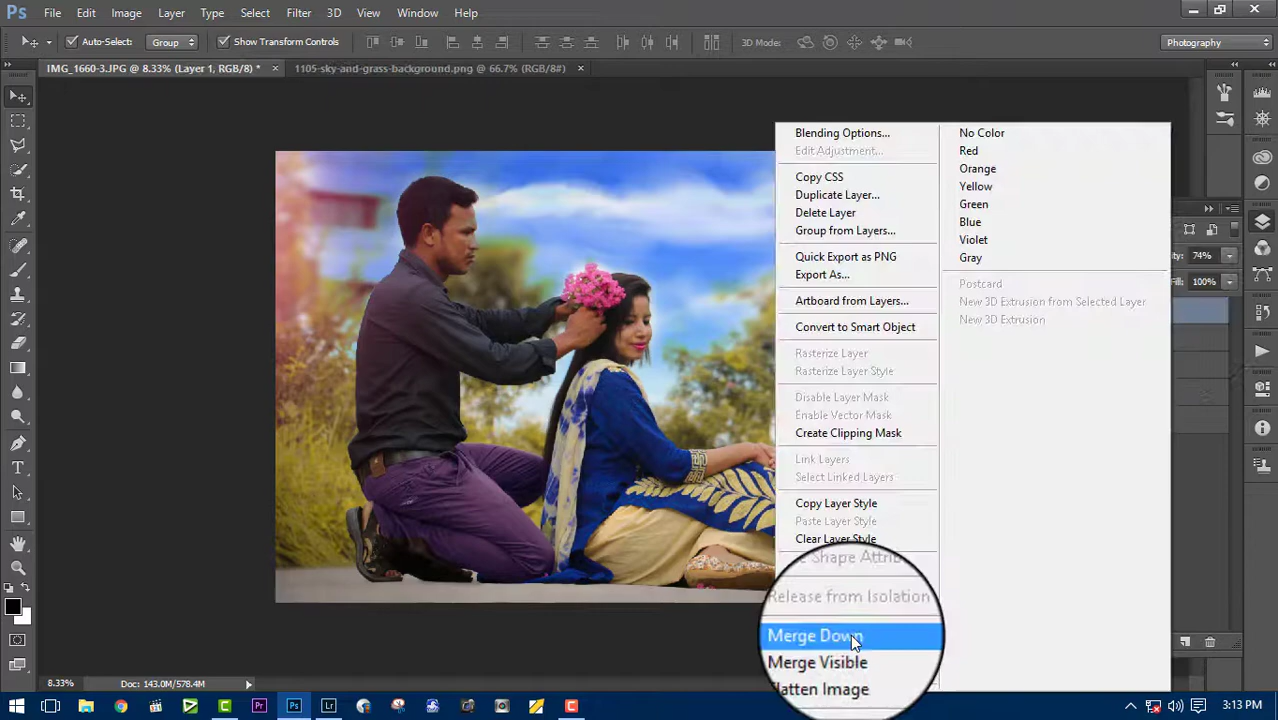 Ps File Edit Image Layer Type Select Filter 3D View Window Help
Auto-Select: Group Show Transform Controls 3D Mode: Photography
IMG_1660-3.JPG @ 8.33% (Layer 1, RGB/8) * × 1105-sky-and-grass-background.png @ 66.7% (RGB/8#) ×
Blending Options...
Edit Adjustment...
Copy CSS
Duplicate Layer...
Delete Layer
Group from Layers...
Quick Export as PNG
Export As...
Artboard from Layers...
Convert to Smart Object
Rasterize Layer
Rasterize Layer Style
Disable Layer Mask
Enable Vector Mask
Create Clipping Mask
Link Layers
Select Linked Layers
Copy Layer Style
Paste Layer Style
Clear Layer Style
Shape
Release from Isolation
Merge Down
Merge Visible
Flatten Image
No Color
Red
Orange
Yellow
Green
Blue
Violet
Gray
Postcard
New 3D Extrusion from Selected Layer
New 3D Extrusion
74%
100%
8.33% Doc: 143.0M/578.4M
Pr Ps Lr 3:13 PM